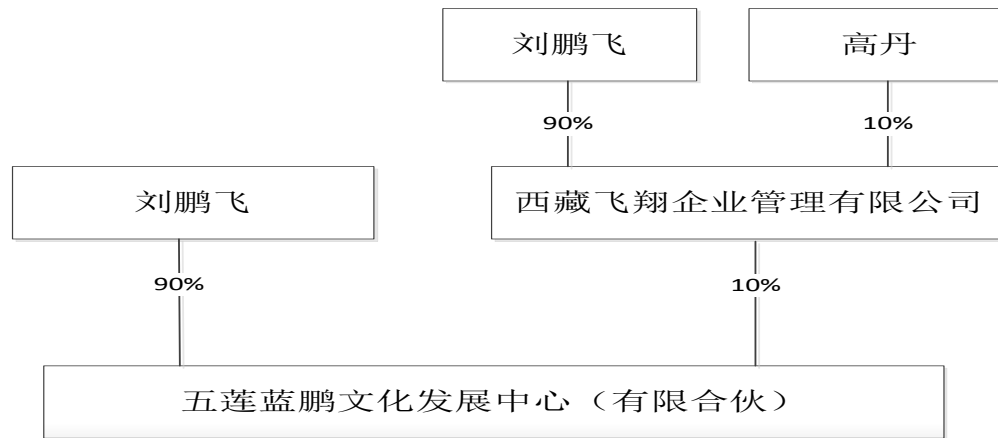 刘鹏飞
高丹
90%
10%
刘鹏飞
西藏飞翔企业管理有限公司
90%
10%
五莲蓝鹏文化发展中心（有限合伙）